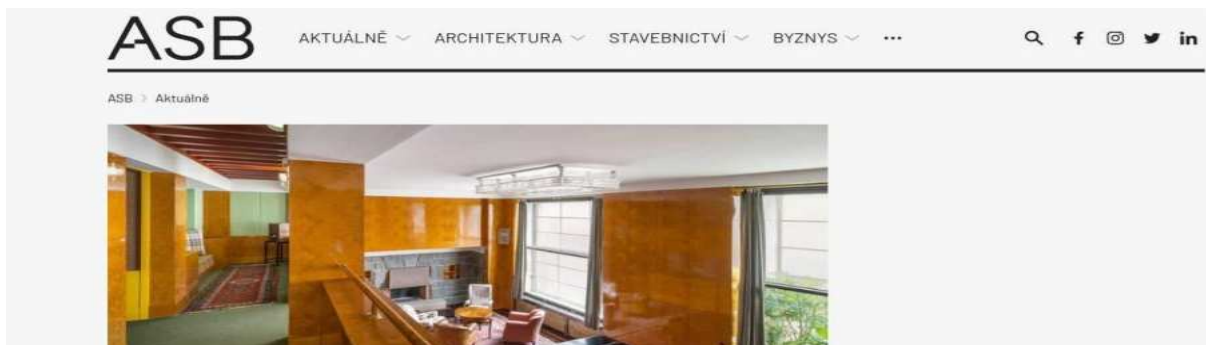 ASB AKTUÁLNĚ ARCHITEKTURA STAVEBNICTVÍ BYZNYS ...
ASB > Aktuálně